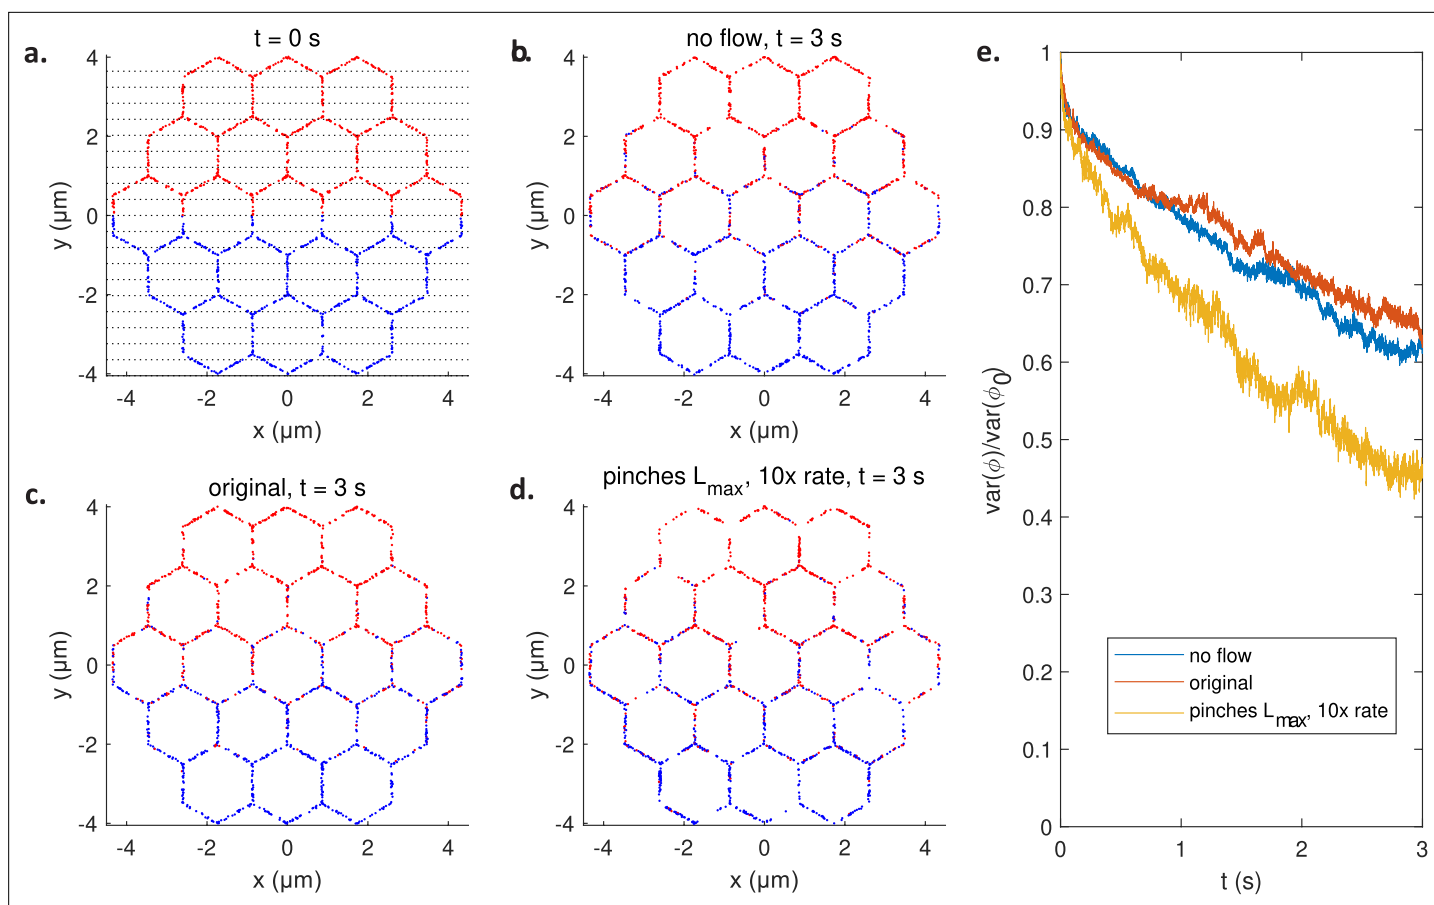 a.
t = 0 s
4
2
0
-2
-4
y (µm)
-4
-2
0
2
4
x (µm)
b.
no flow, t = 3 s
4
2
0
-2
-4
y (µm)
-4
-2
0
2
4
x (µm)
c.
original, t = 3 s
4
2
0
-2
-4
y (µm)
-4
-2
0
2
4
x (µm)
d.
pinches Lmax, 10x rate, t = 3 s
4
2
0
-2
-4
y (µm)
-4
-2
0
2
4
x (µm)
e.
1
0.9
0.8
0.7
0.6
0.5
0.4
0.3
0.2
0.1
0
var(ϕ)/var(ϕ0)
0
1
2
3
t (s)
no flow
original
pinches Lmax, 10x rate